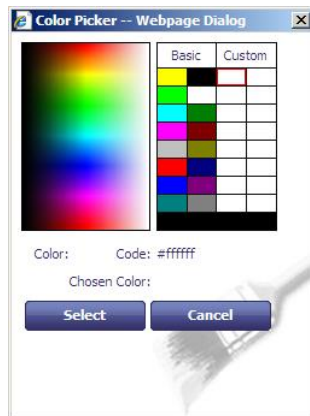 Color Picker -- Webpage Dialog
Basic Custom
Color: Code: #ffffff
Chosen Color:
Select Cancel